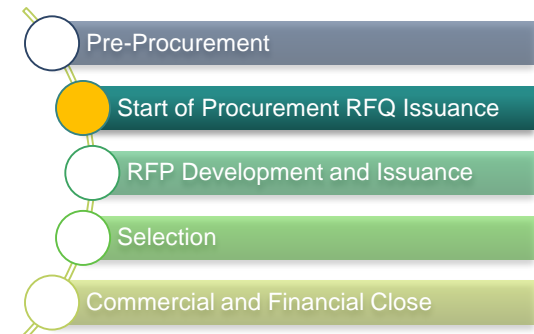 Pre-Procurement
Start of Procurement RFQ Issuance
RFP Development and Issuance
Selection
Commercial and Financial Close